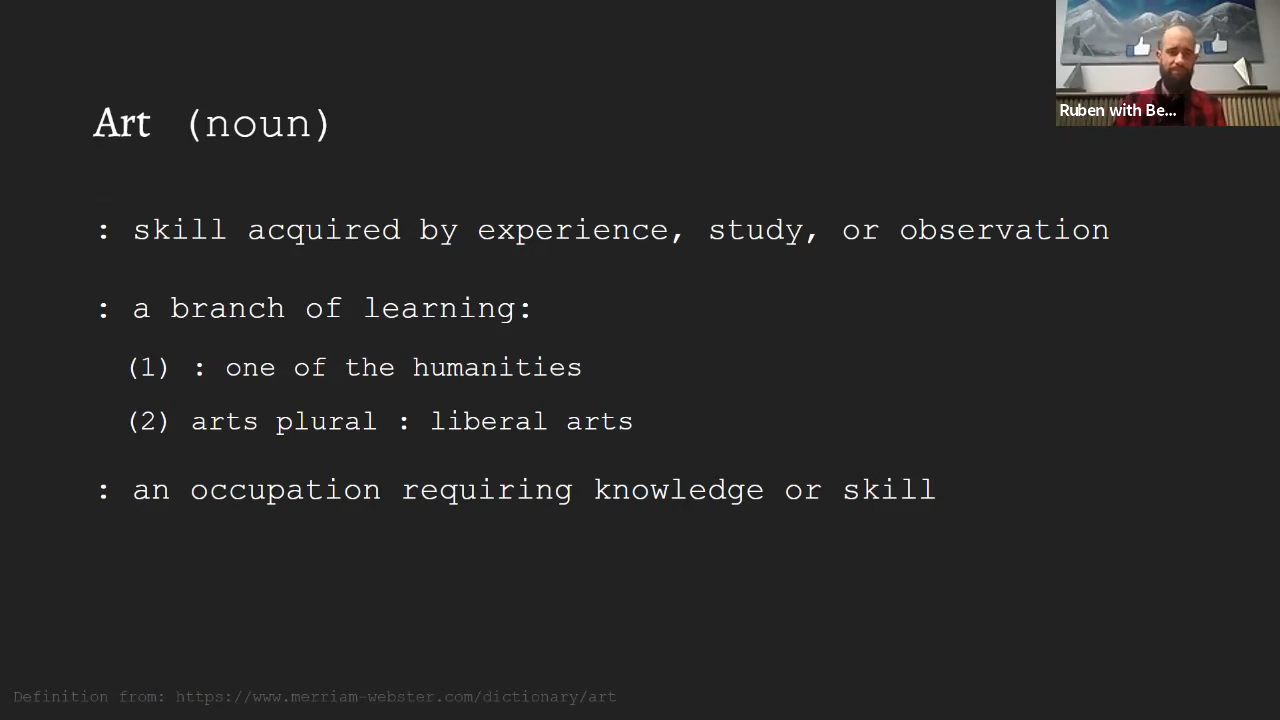 Art (noun)
Ruben with Be...
: skill acquired by experience, study, or observation
: a branch of learning:
(1) : one of the humanities
(2) arts plural : liberal arts
: an occupation requiring knowledge or skill
Definition from: https://www.merriam-webster.com/dictionary/art